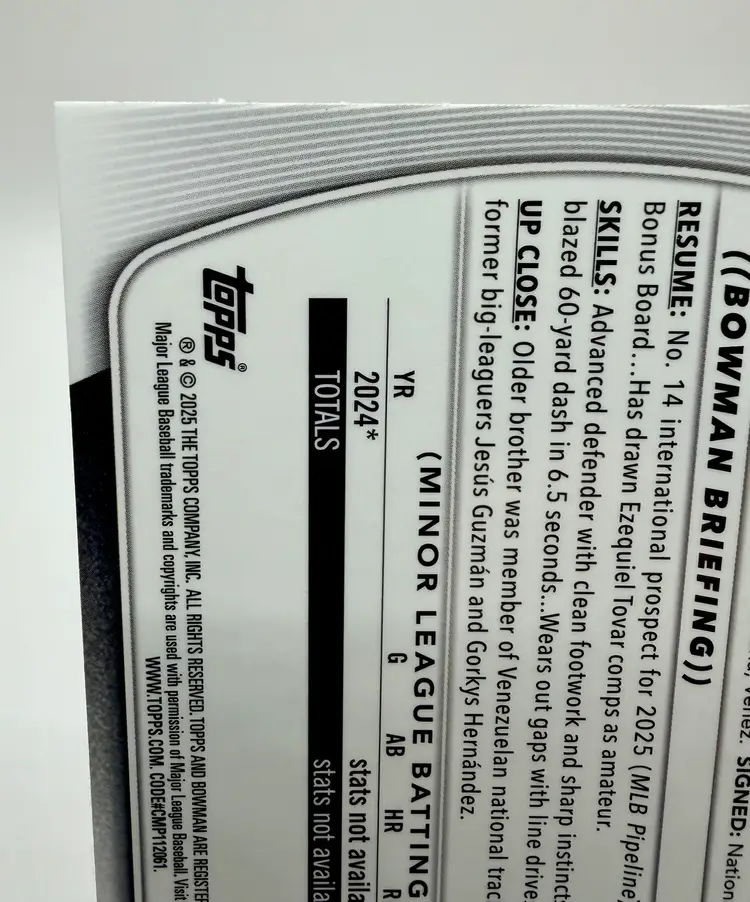 Venez. SIGNED: Nation
((BOWMAN BRIEFING))
RESUME: No. 14 international prospect for 2025 (MLB Pipeline
Bonus Board...Has drawn Ezequiel Tovar comps as amateur.
SKILLS: Advanced defender with clean footwork and sharp instincts
blazed 60-yard dash in 6.5 seconds...Wears out gaps with line drive
UP CLOSE: Older brother was member of Venezuelan national trac
former big-leaguers Jesús Guzmán and Gorkys Hernández.
(MINOR LEAGUE BATTING
YR G AB HR R
2024* stats not availa
TOTALS stats not availa
topps®
® & © 2025 THE TOPPS COMPANY, INC. ALL RIGHTS RESERVED. TOPPS AND BOWMAN ARE REGISTE
Major League Baseball trademarks and copyrights are used with permission of Major League Baseball. Visit
WWW.TOPPS.COM. CODE#CMP112061.